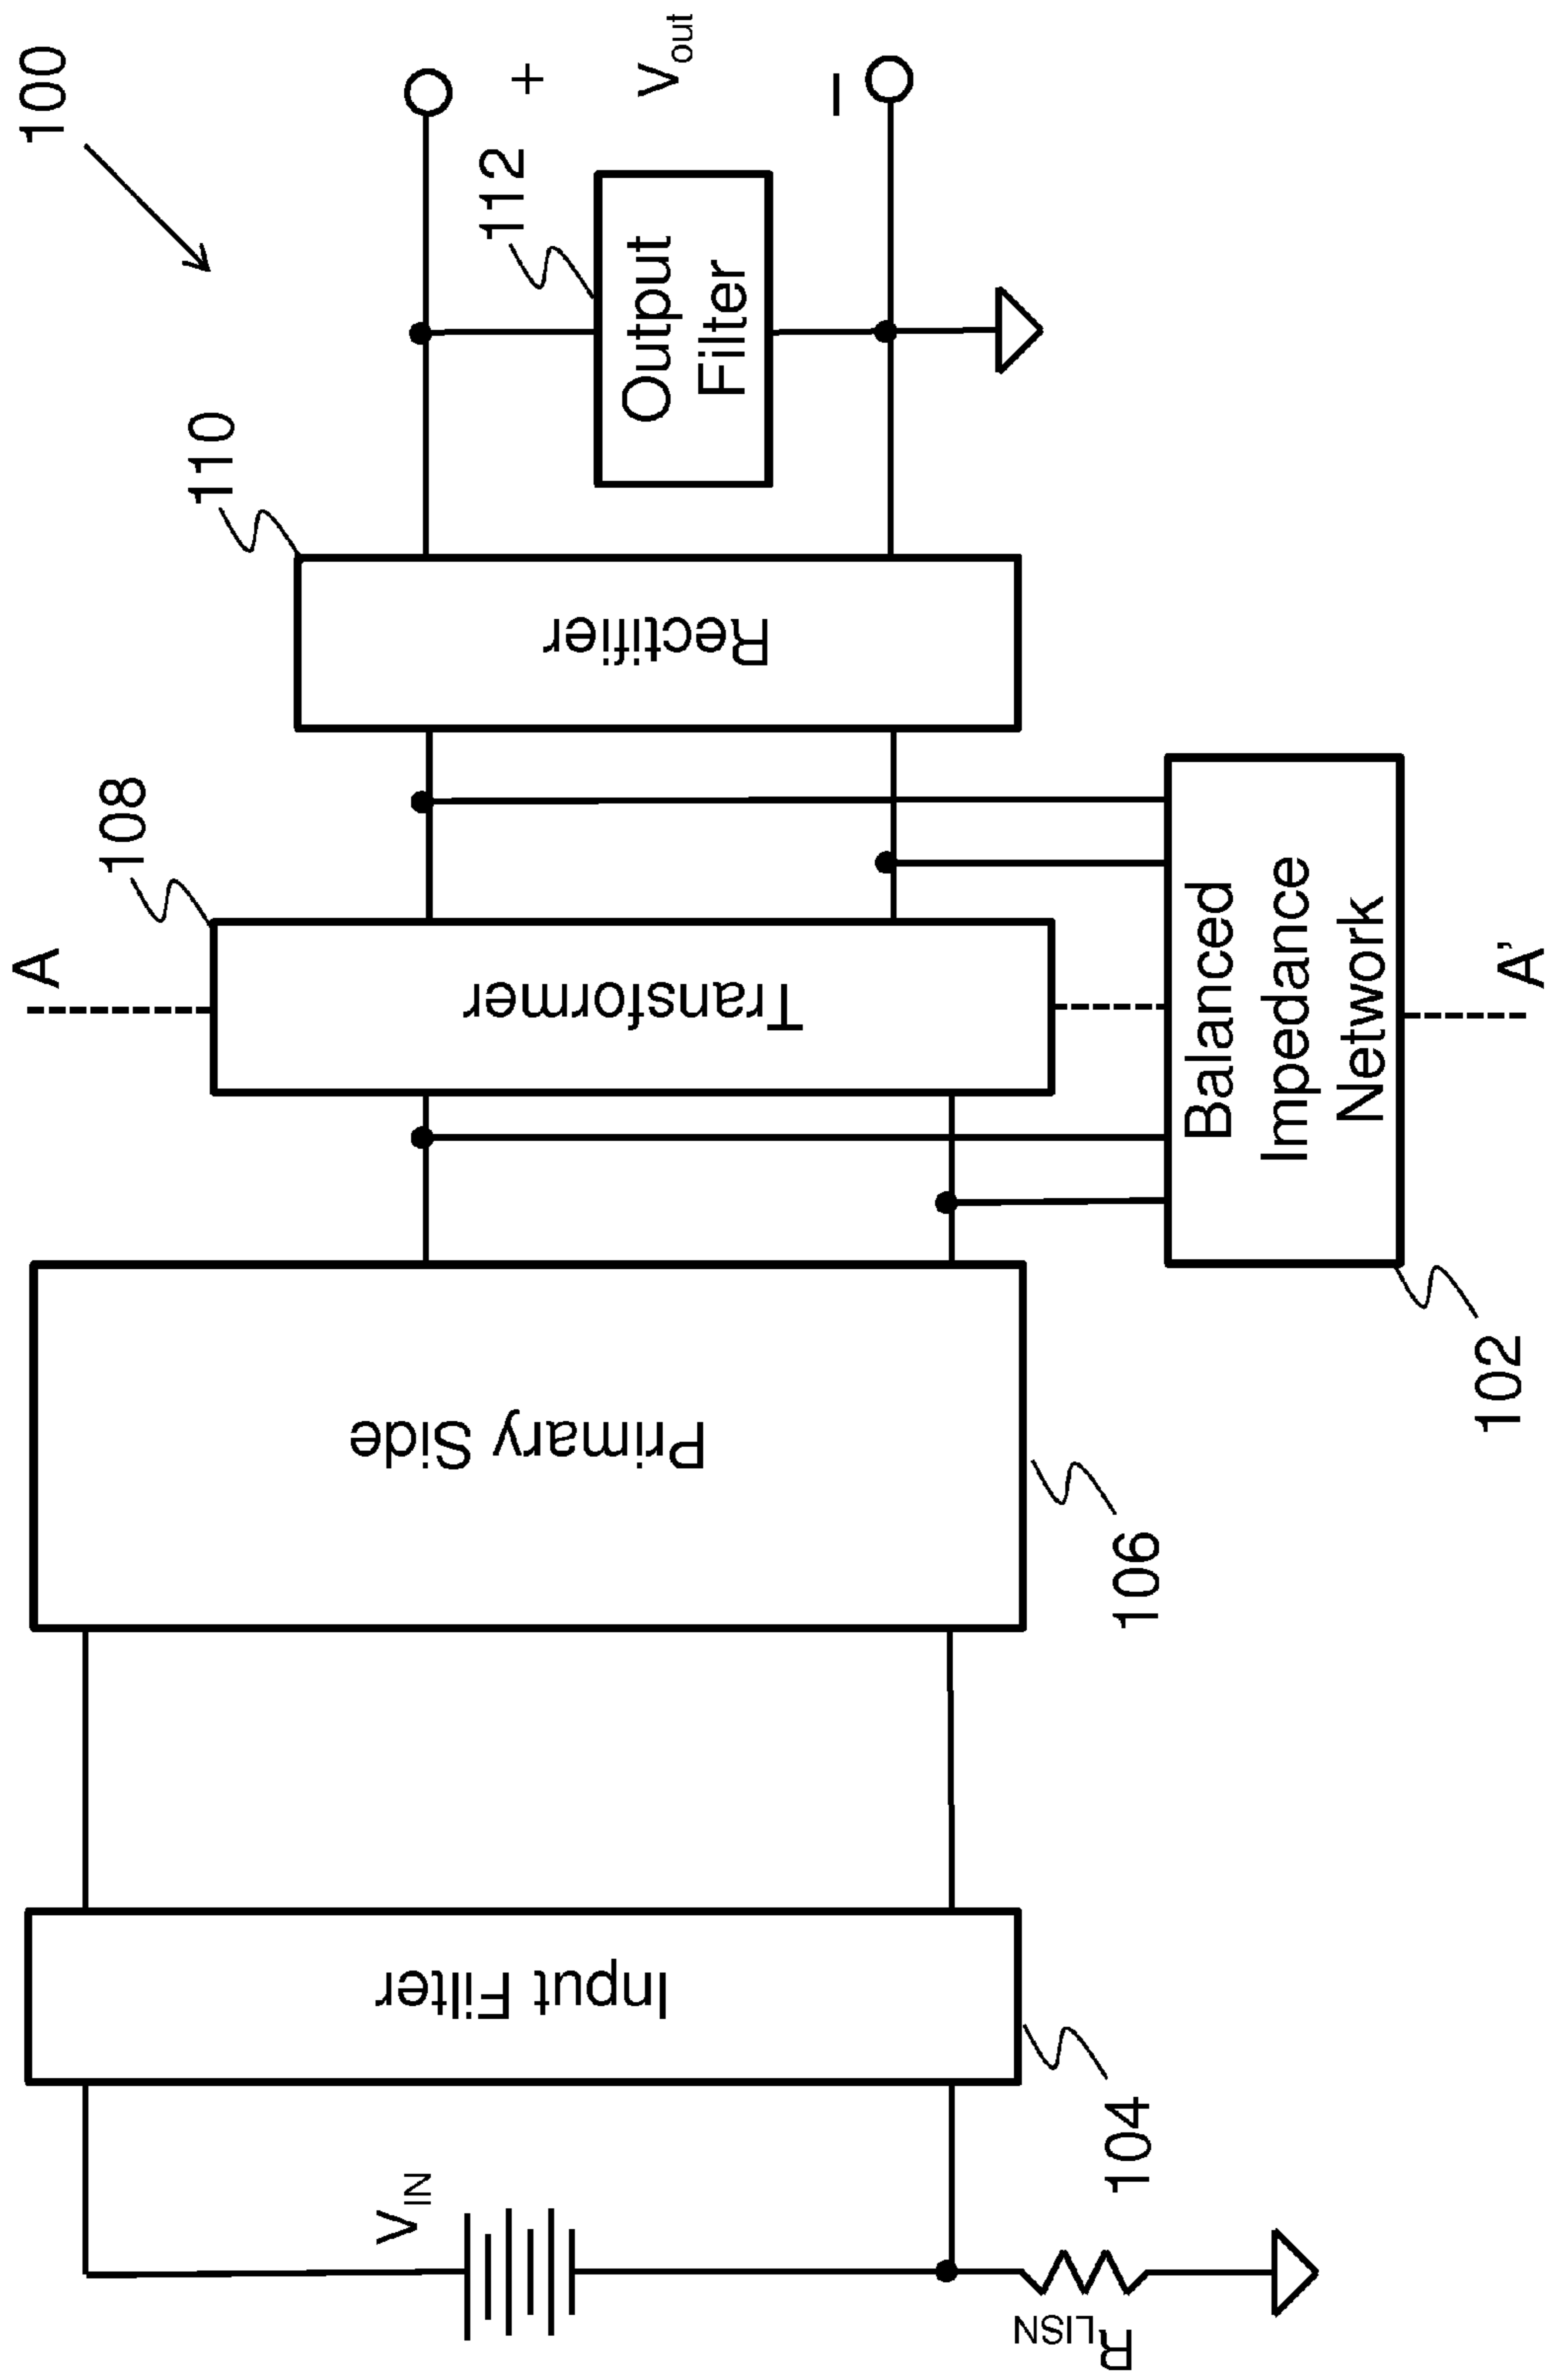 100
A
108
110
112
+
V_out
–
V_IN
Input Filter
Primary Side
Transformer
Rectifier
Output
Filter
R_LISN
104
106
Balanced
Impedance
Network
102
A'